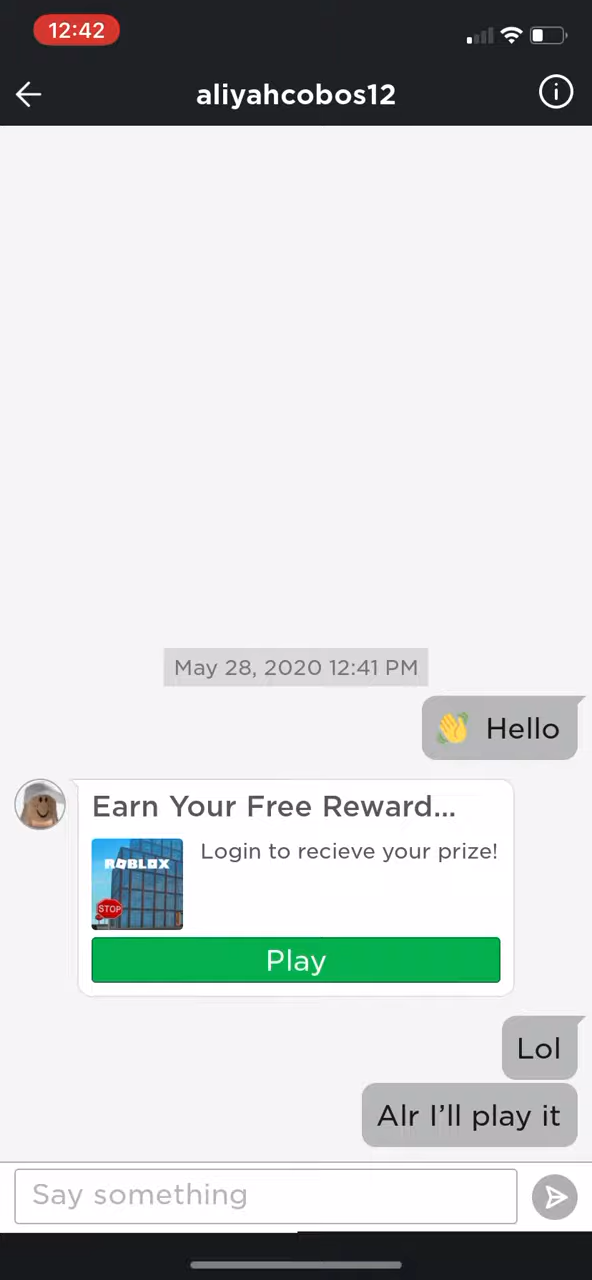 12:42
aliyahcobos12
May 28, 2020 12:41 PM
👋 Hello
Earn Your Free Reward...
ROBLOX
STOP
Login to recieve your prize!
Play
Lol
Alr I’ll play it
Say something